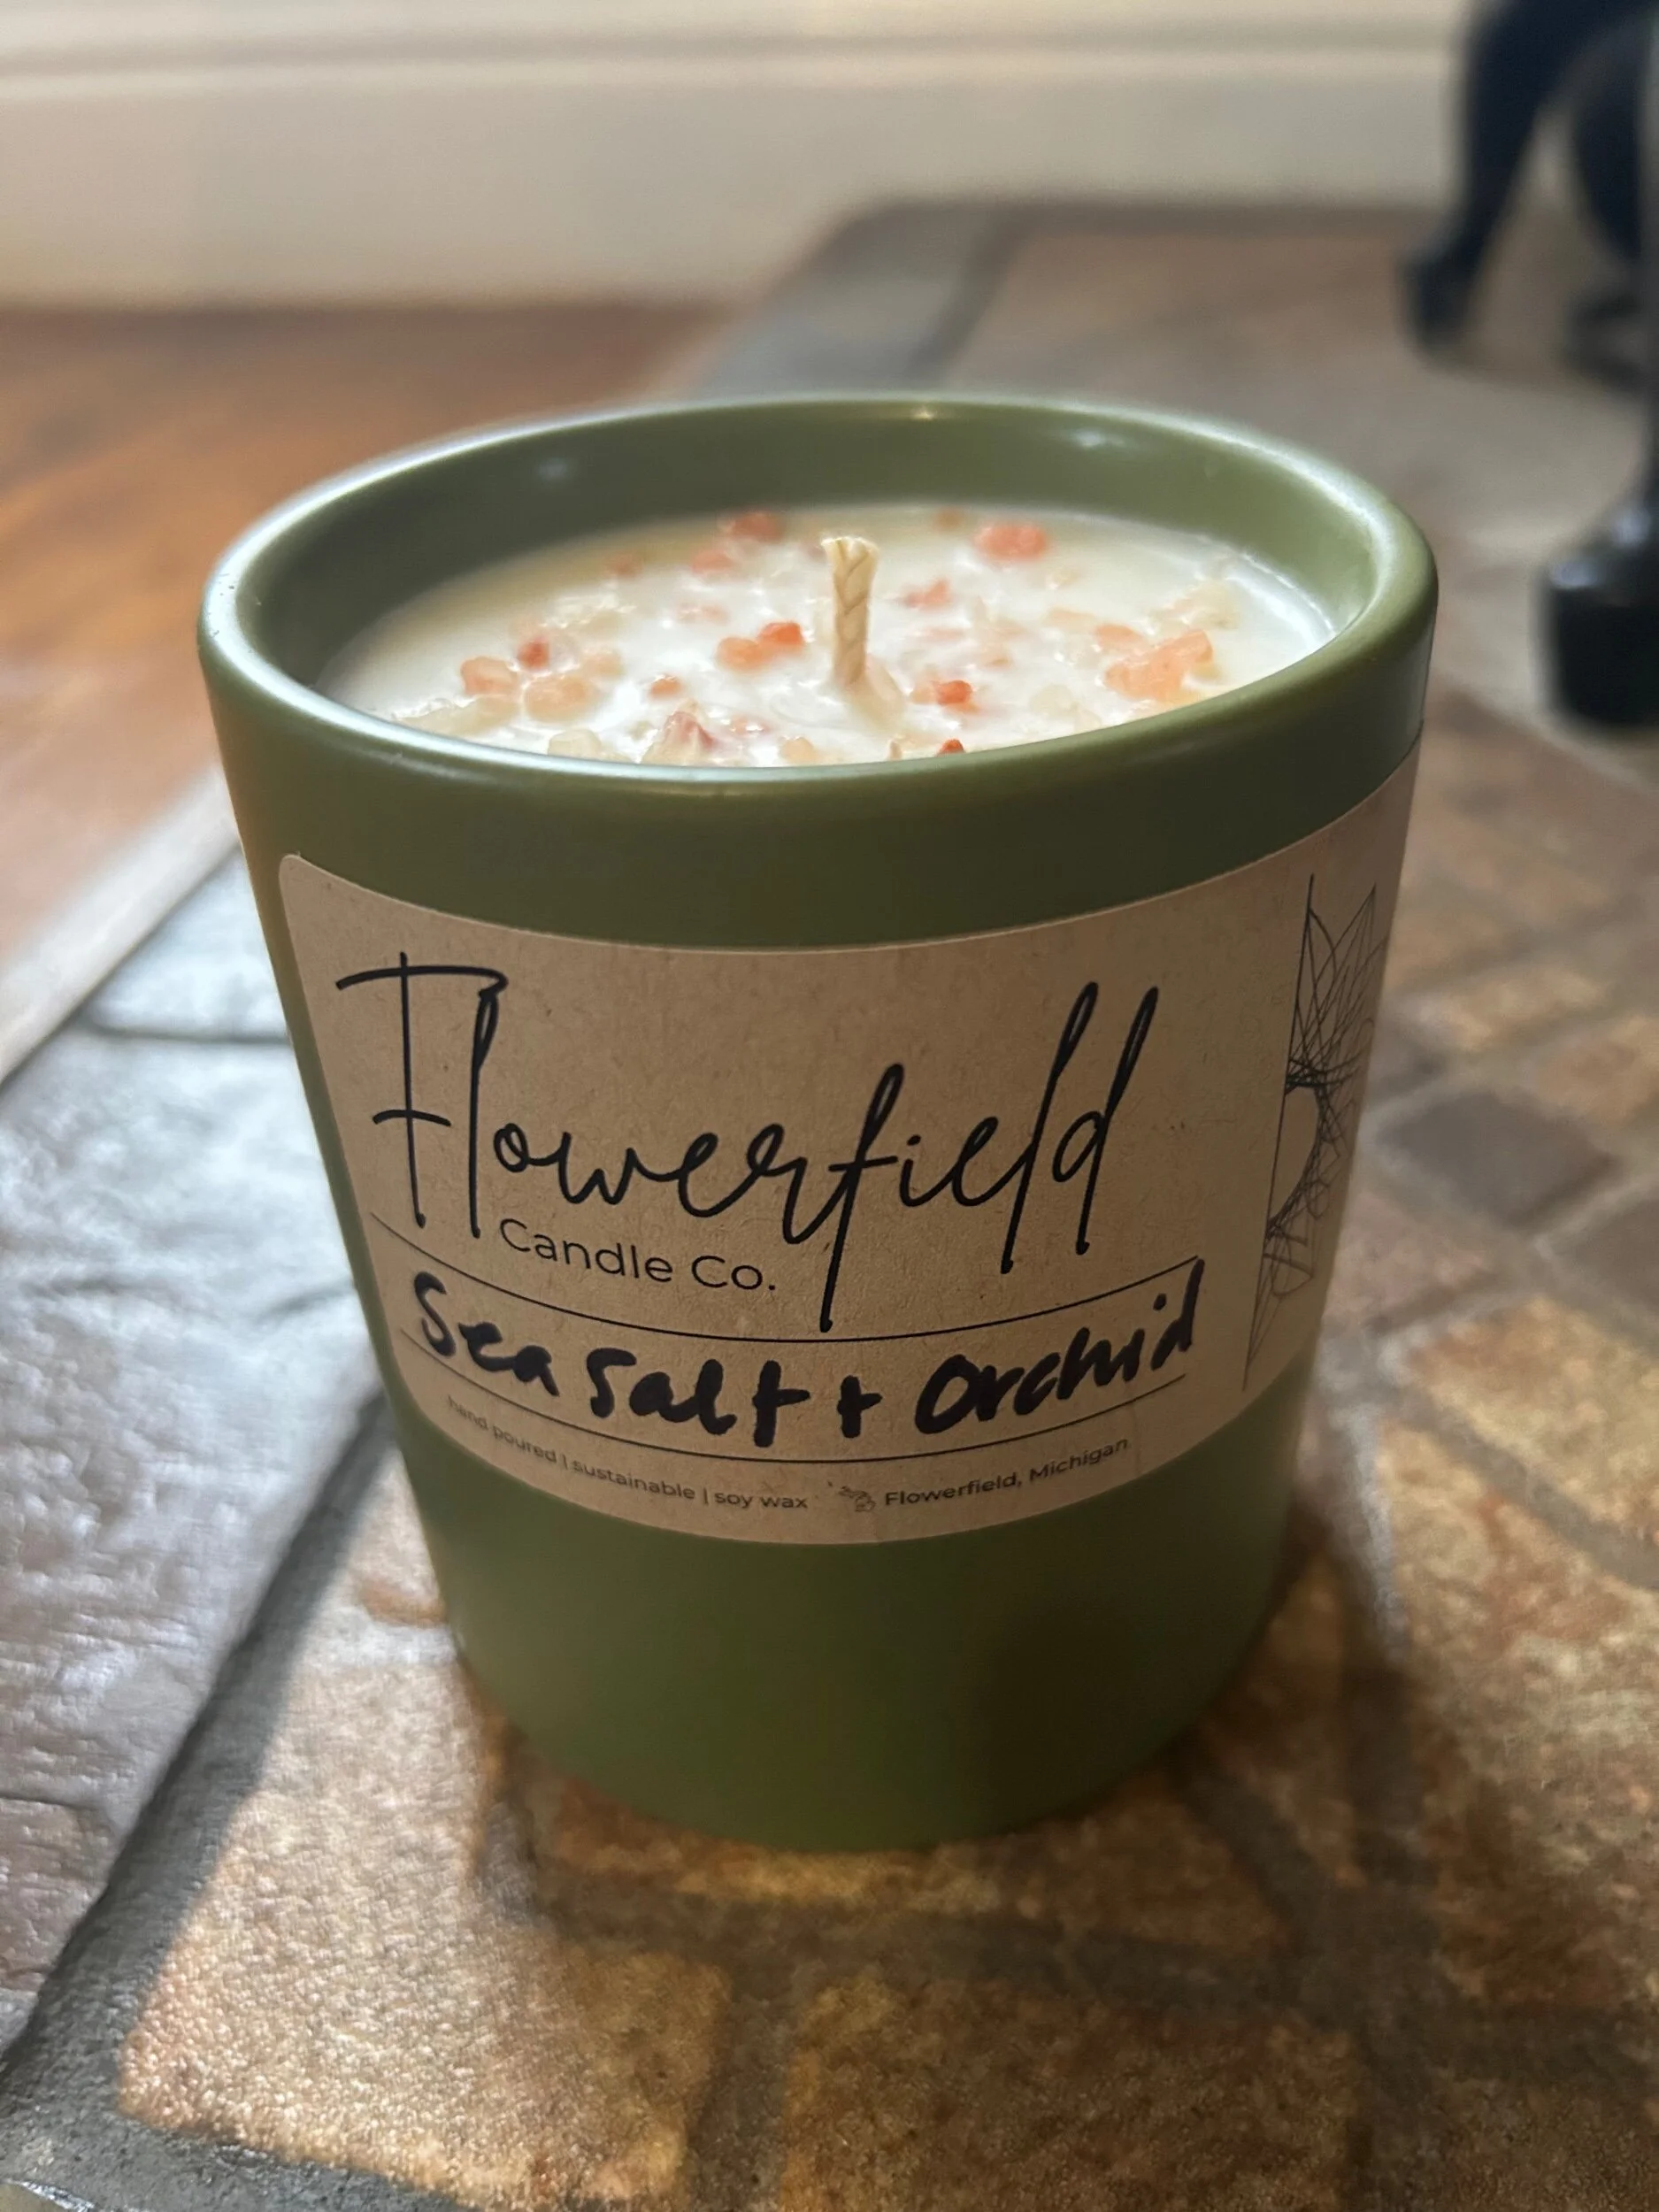 Flowerfield
Candle Co.
Sea Salt + Orchid
hand poured | sustainable | soy wax Flowerfield, Michigan